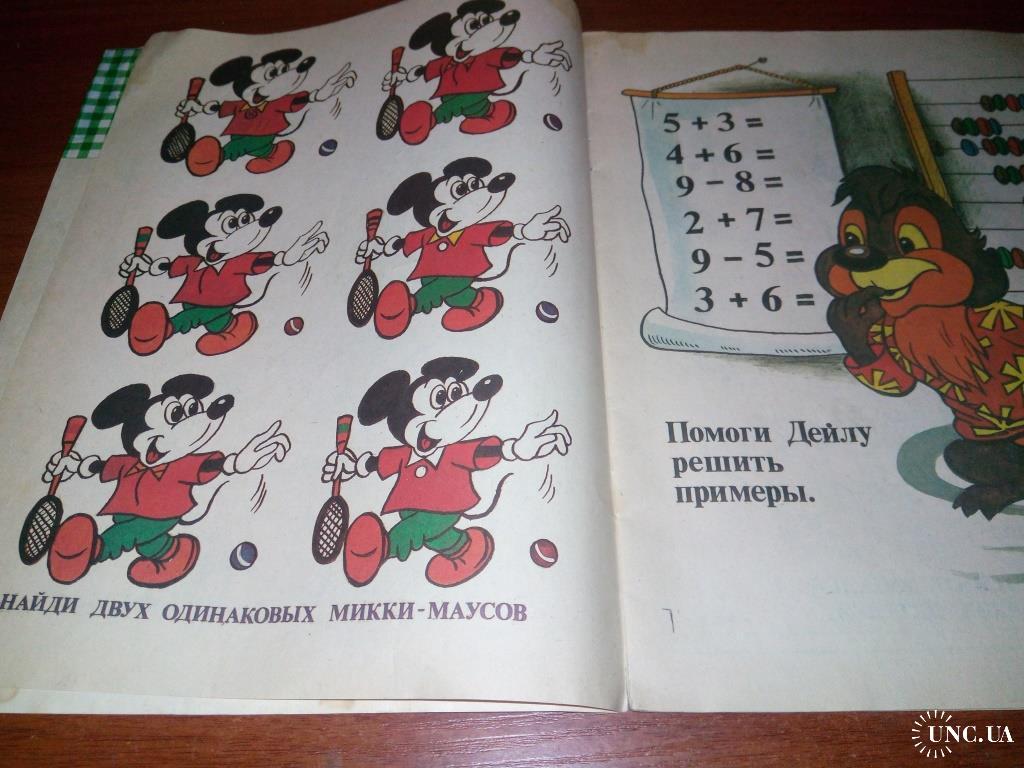 НАЙДИ ДВУХ ОДИНАКОВЫХ МИККИ-МАУСОВ
5 + 3 =
4 + 6 =
9 – 8 =
2 + 7 =
9 – 5 =
3 + 6 =
Помоги Дейлу
решить
примеры.
7
UNC.UA